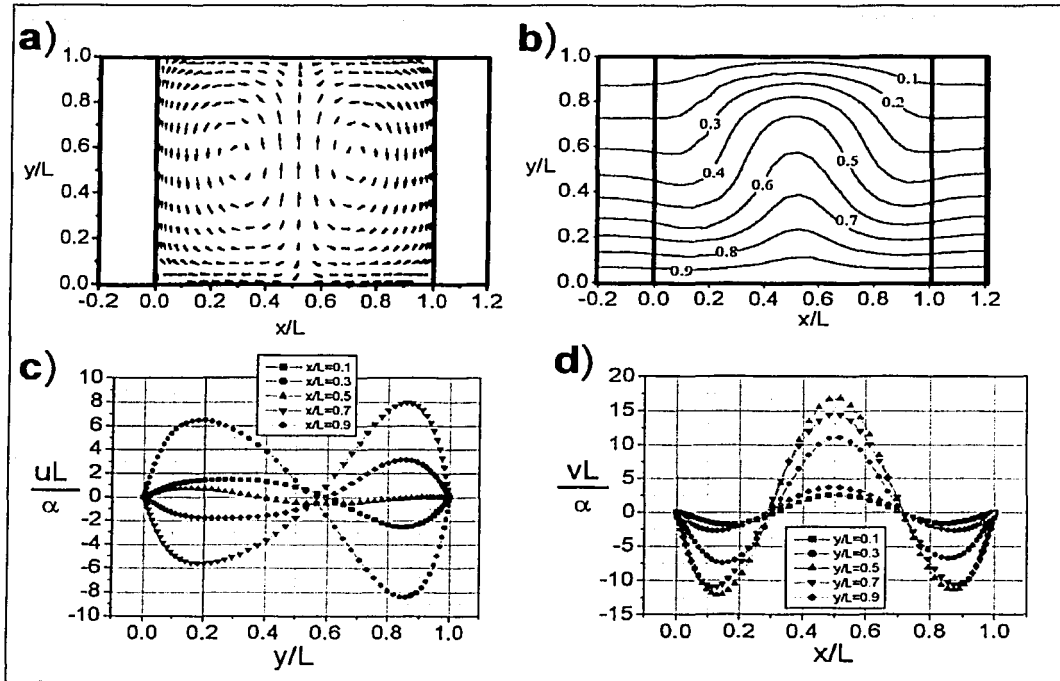 a)
1.0
0.8
0.6
y/L
0.4
0.2
0.0
-0.2 0.0 0.2 0.4 0.6 0.8 1.0 1.2
x/L
b)
1.0
0.8
0.6
y/L
0.4
0.2
0.0
0.1
0.2
0.3
0.4
0.5
0.6
0.7
0.8
0.9
-0.2 0.0 0.2 0.4 0.6 0.8 1.0 1.2
x/L
c)
x/L=0.1
x/L=0.3
x/L=0.5
x/L=0.7
x/L=0.9
10
8
6
4
2
0
-2
-4
-6
-8
-10
uL
α
0.0 0.2 0.4 0.6 0.8 1.0
y/L
d)
20
15
10
5
0
-5
-10
-15
vL
α
y/L=0.1
y/L=0.3
y/L=0.5
y/L=0.7
y/L=0.9
0.0 0.2 0.4 0.6 0.8 1.0
x/L